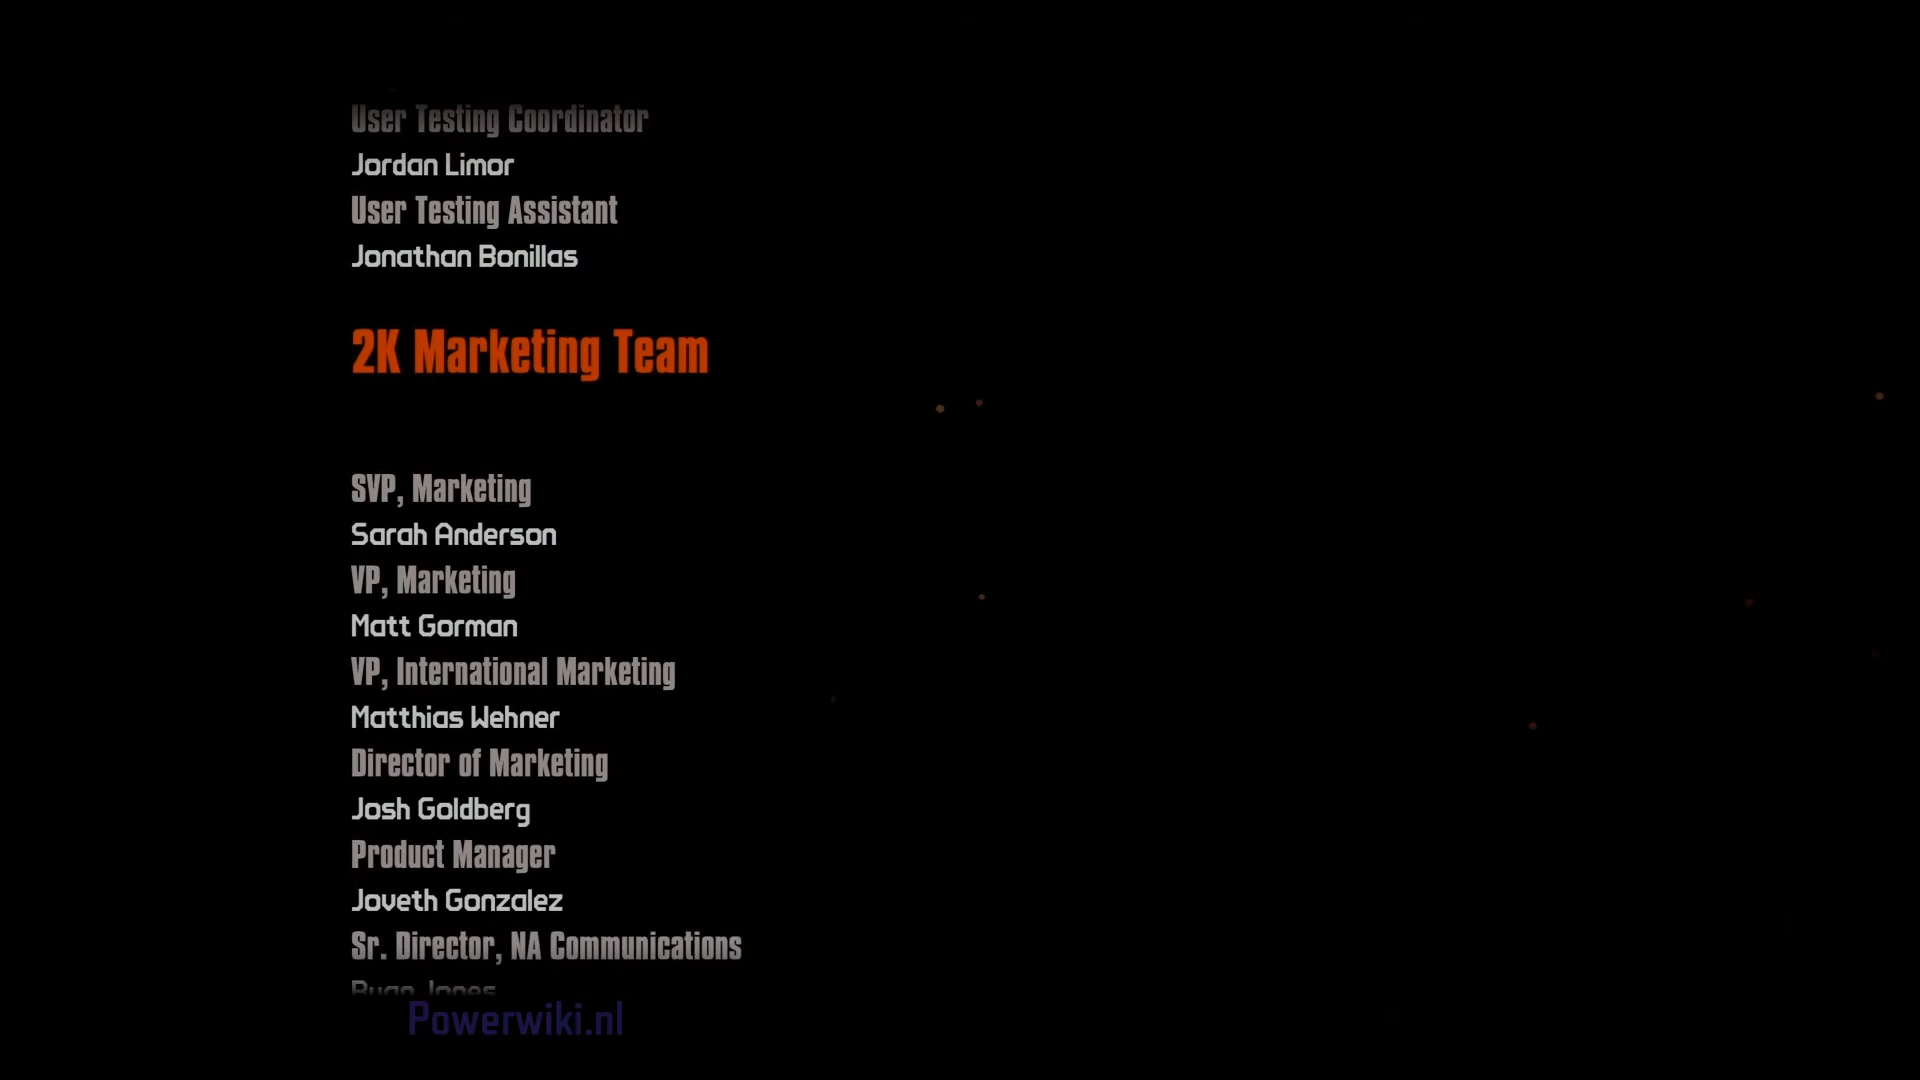 User Testing Coordinator
Jordan Limor
User Testing Assistant
Jonathan Bonillas
2K Marketing Team
SVP, Marketing
Sarah Anderson
VP, Marketing
Matt Gorman
VP, International Marketing
Matthias Wehner
Director of Marketing
Josh Goldberg
Product Manager
Joveth Gonzalez
Sr. Director, NA Communications
Ryan Jones
Powerwiki.nl